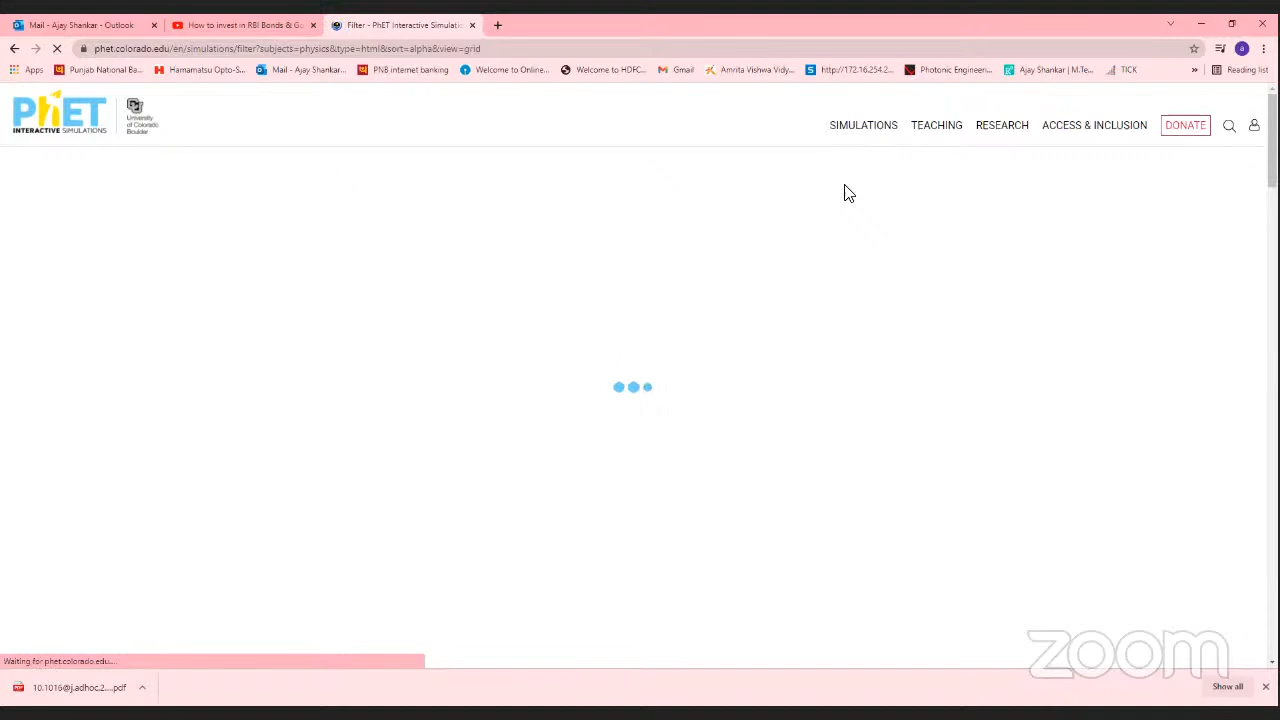 Mail - Ajay Shankar - Outlook
How to invest in RBI Bonds & Go
Filter - PhET Interactive Simulatio
phet.colorado.edu/en/simulations/filter?subjects=physics&type=html&sort=alpha&view=grid
a
Apps
Punjab National Ba...
Hamamatsu Opto-S...
Mail - Ajay Shankar...
PNB internet banking
Welcome to Online...
Welcome to HDFC...
Gmail
Amrita Vishwa Vidy...
http://172.16.254.2...
Photonic Engineeri...
Ajay Shankar | M.Te...
TICK
»
Reading list
PhET
INTERACTIVE SIMULATIONS
University
of Colorado
Boulder
SIMULATIONS
TEACHING
RESEARCH
ACCESS & INCLUSION
DONATE
zoom
Waiting for phet.colorado.edu...
10.1016@j.adhoc.2....pdf
Show all